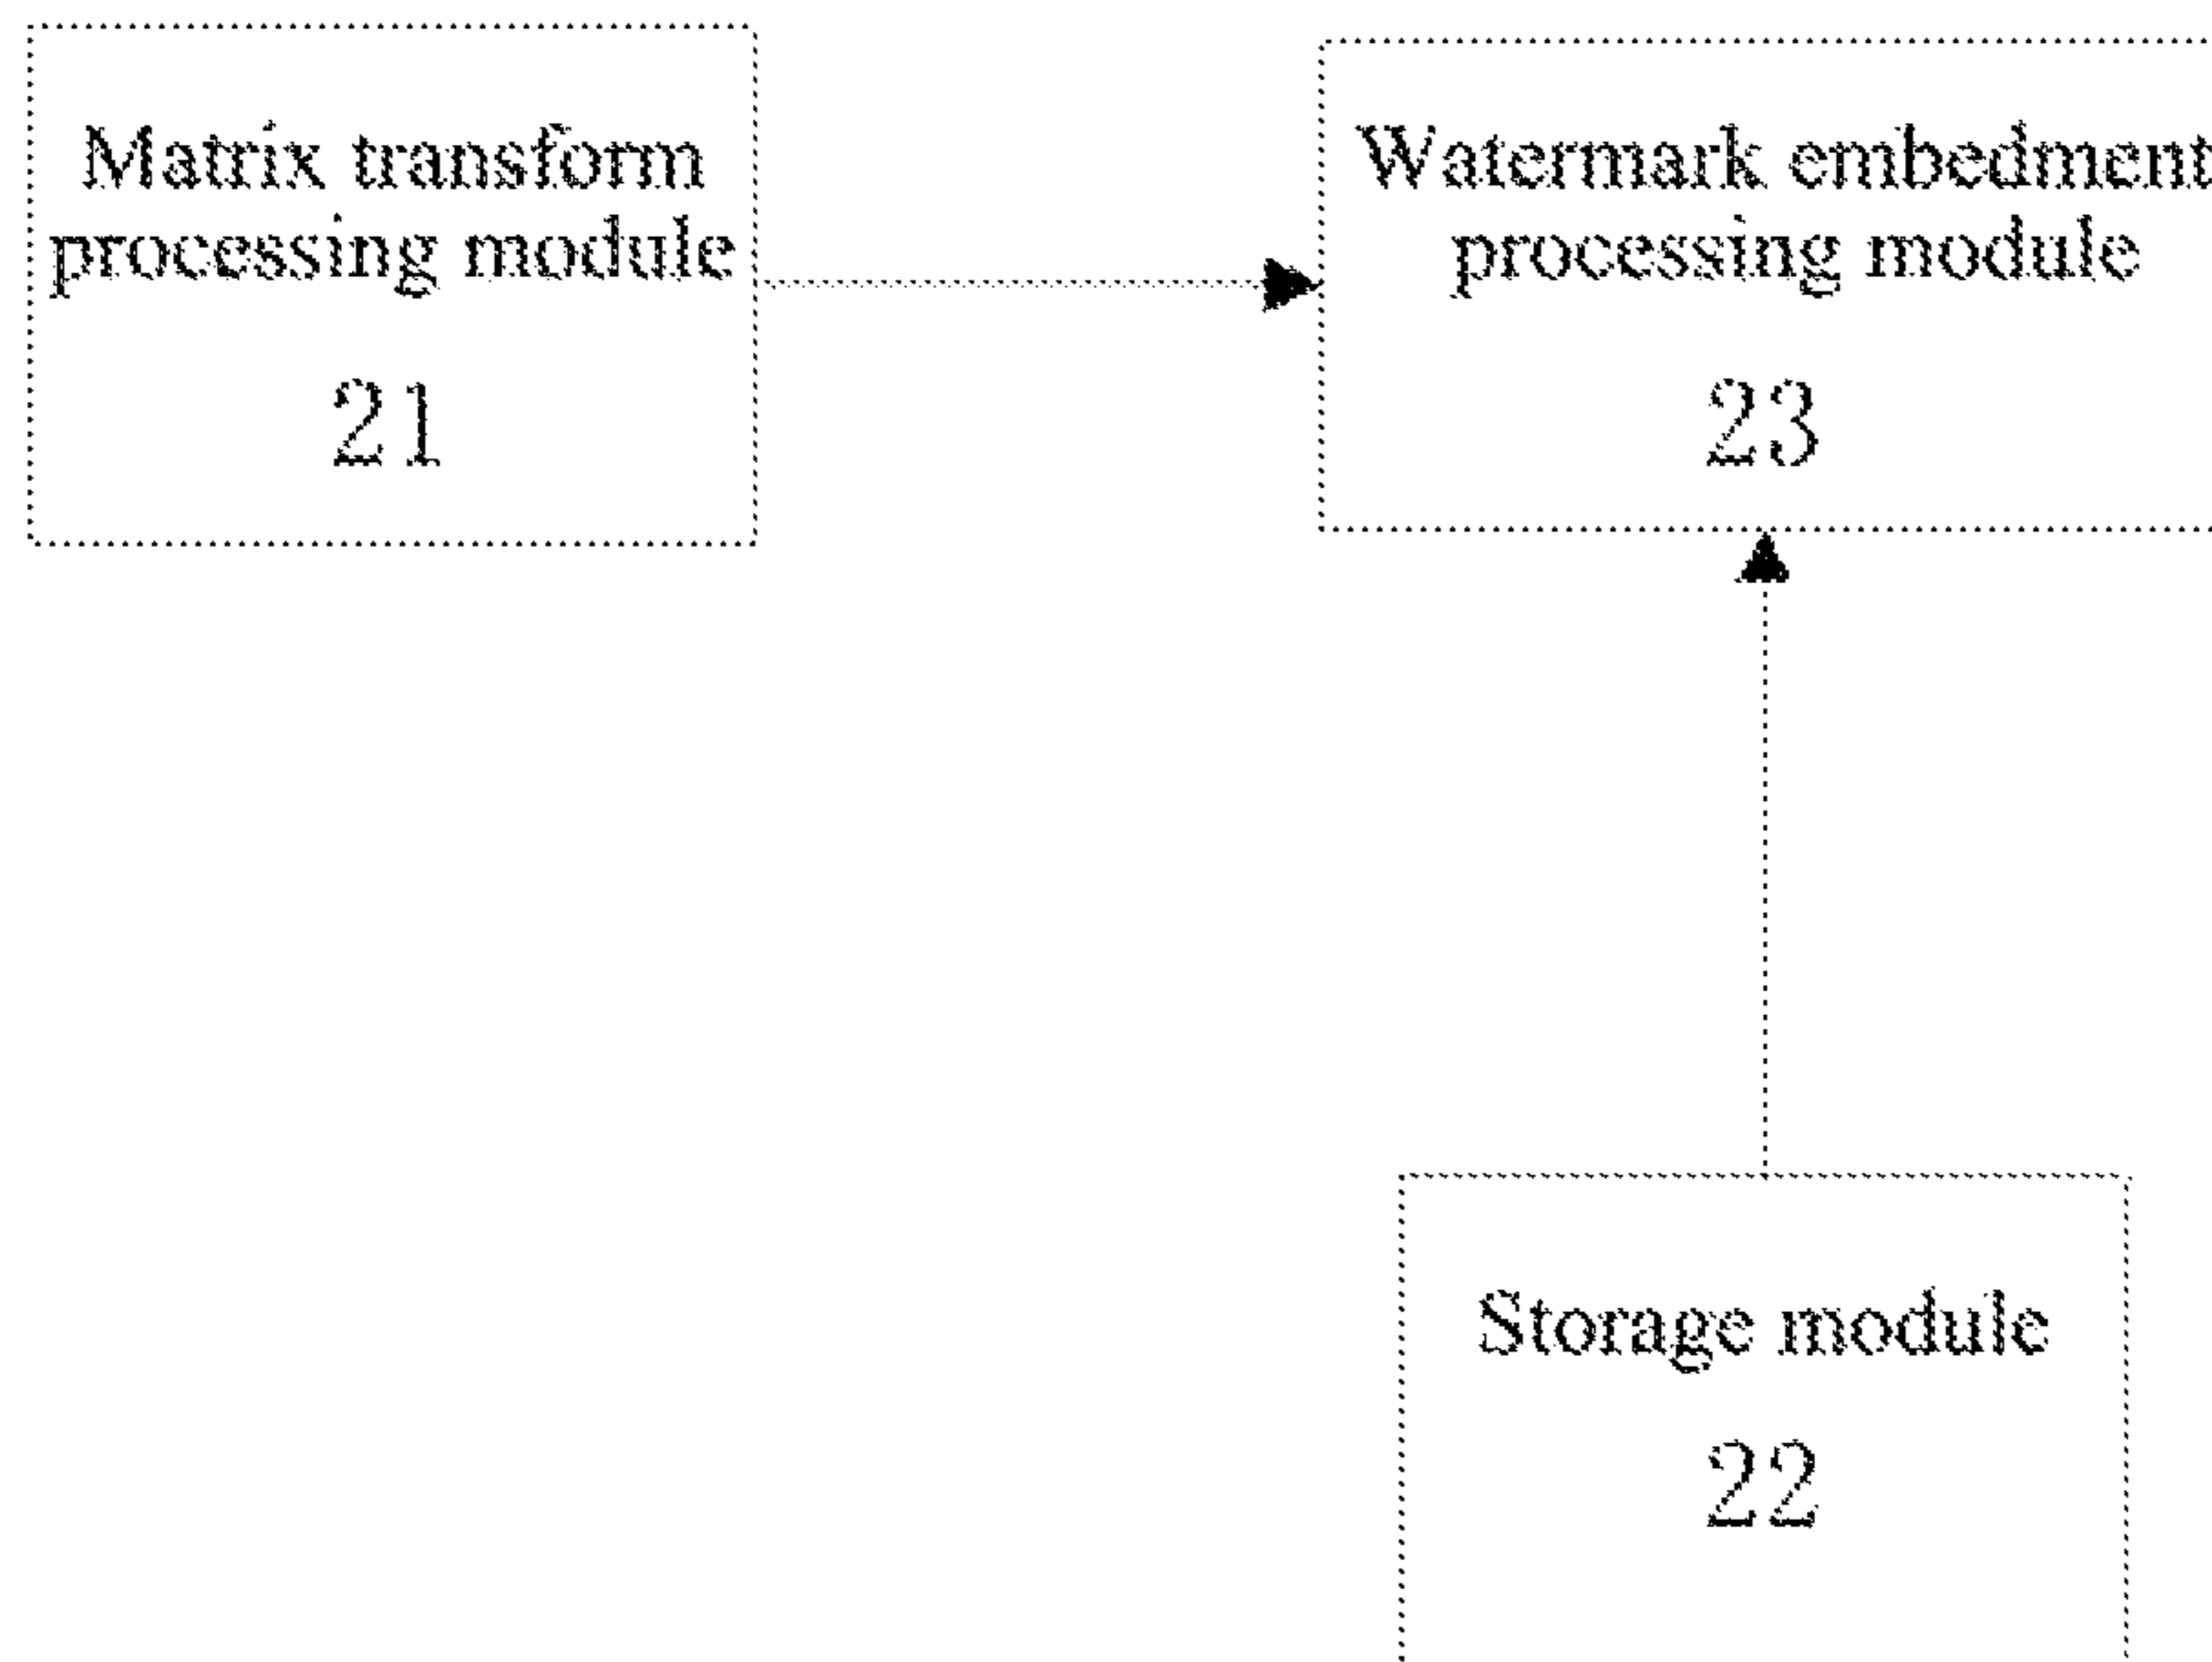 Matrix transform
processing module
21
Watermark embedment
processing module
23
Storage module
22